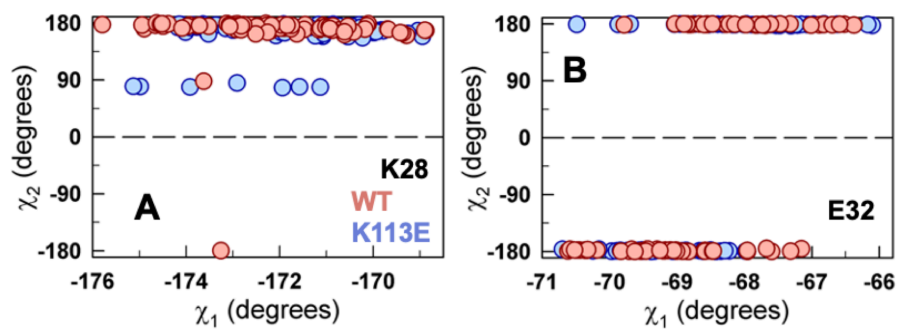 180
90
0
-90
-180
χ2 (degrees)
-176
-174
-172
-170
χ1 (degrees)
A
K28
WT
K113E
180
90
0
-90
-180
χ2 (degrees)
-71
-70
-69
-68
-67
-66
χ1 (degrees)
B
E32